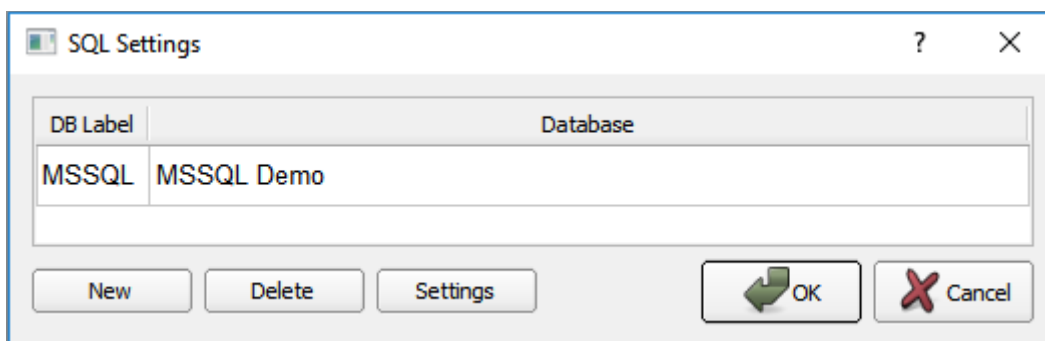 SQL Settings ?
DB Label Database
MSSQL MSSQL Demo
New Delete Settings OK Cancel